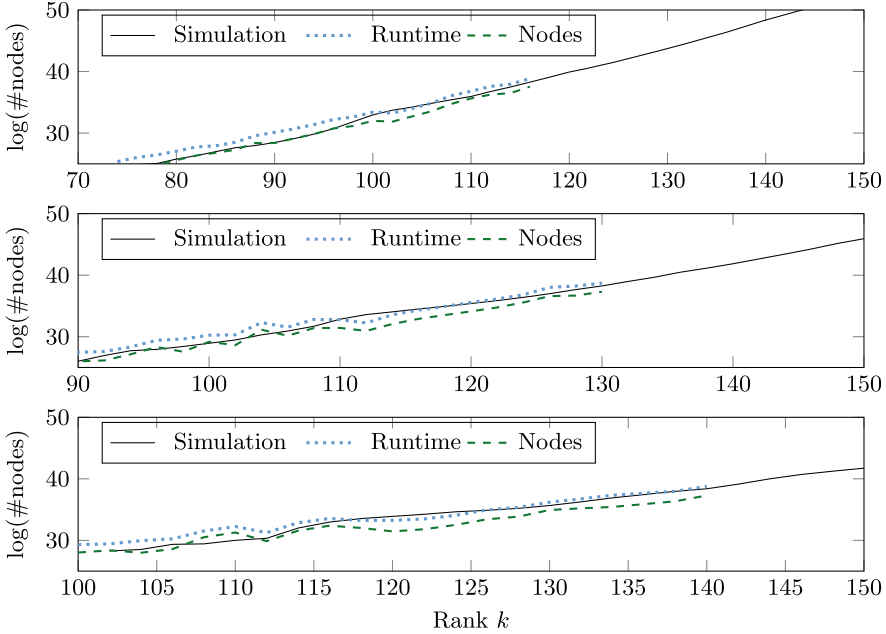 50
Simulation Runtime Nodes
40
30
log(#nodes)
70 80 90 100 110 120 130 140 150
50
Simulation Runtime Nodes
40
30
log(#nodes)
90 100 110 120 130 140 150
50
Simulation Runtime Nodes
40
30
log(#nodes)
100 105 110 115 120 125 130 135 140 145 150
Rank k